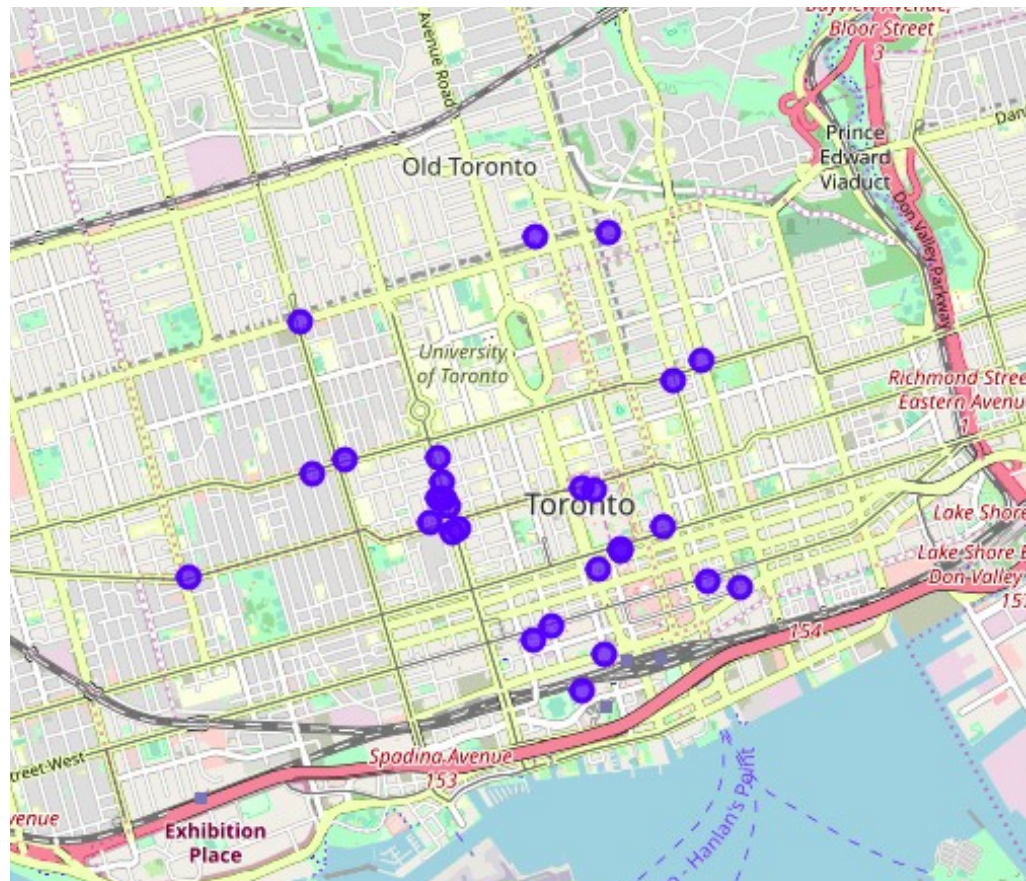 Bayview Avenue,
Bloor Street
3
Avenue Road
Prince
Edward
Viaduct
Old Toronto
Don Valley Parkway
University
of Toronto
Richmond Stree
Eastern Avenu
1
Toronto
Lake Shore
Lake Shore B
Don Valley
15
154
Spadina Avenue
153
treet West
venue
Exhibition
Place
- Hanlan's Point